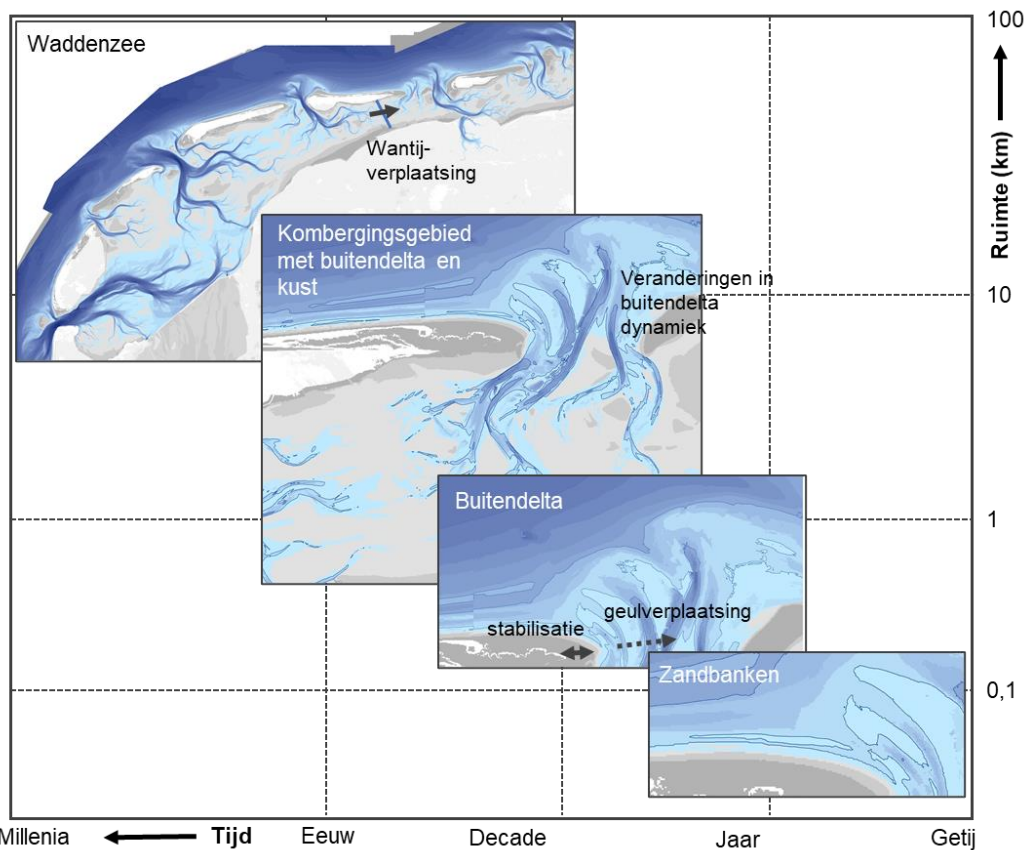 Waddenzee
Wantij-
verplaatsing
Kombergingsgebied
met buitendelta en
kust
Veranderingen in
buitendelta
dynamiek
Buitendelta
geulverplaatsing
stabilisatie
Zandbanken
100
Ruimte (km)
10
1
0,1
Millenia
Tijd
Eeuw
Decade
Jaar
Getij